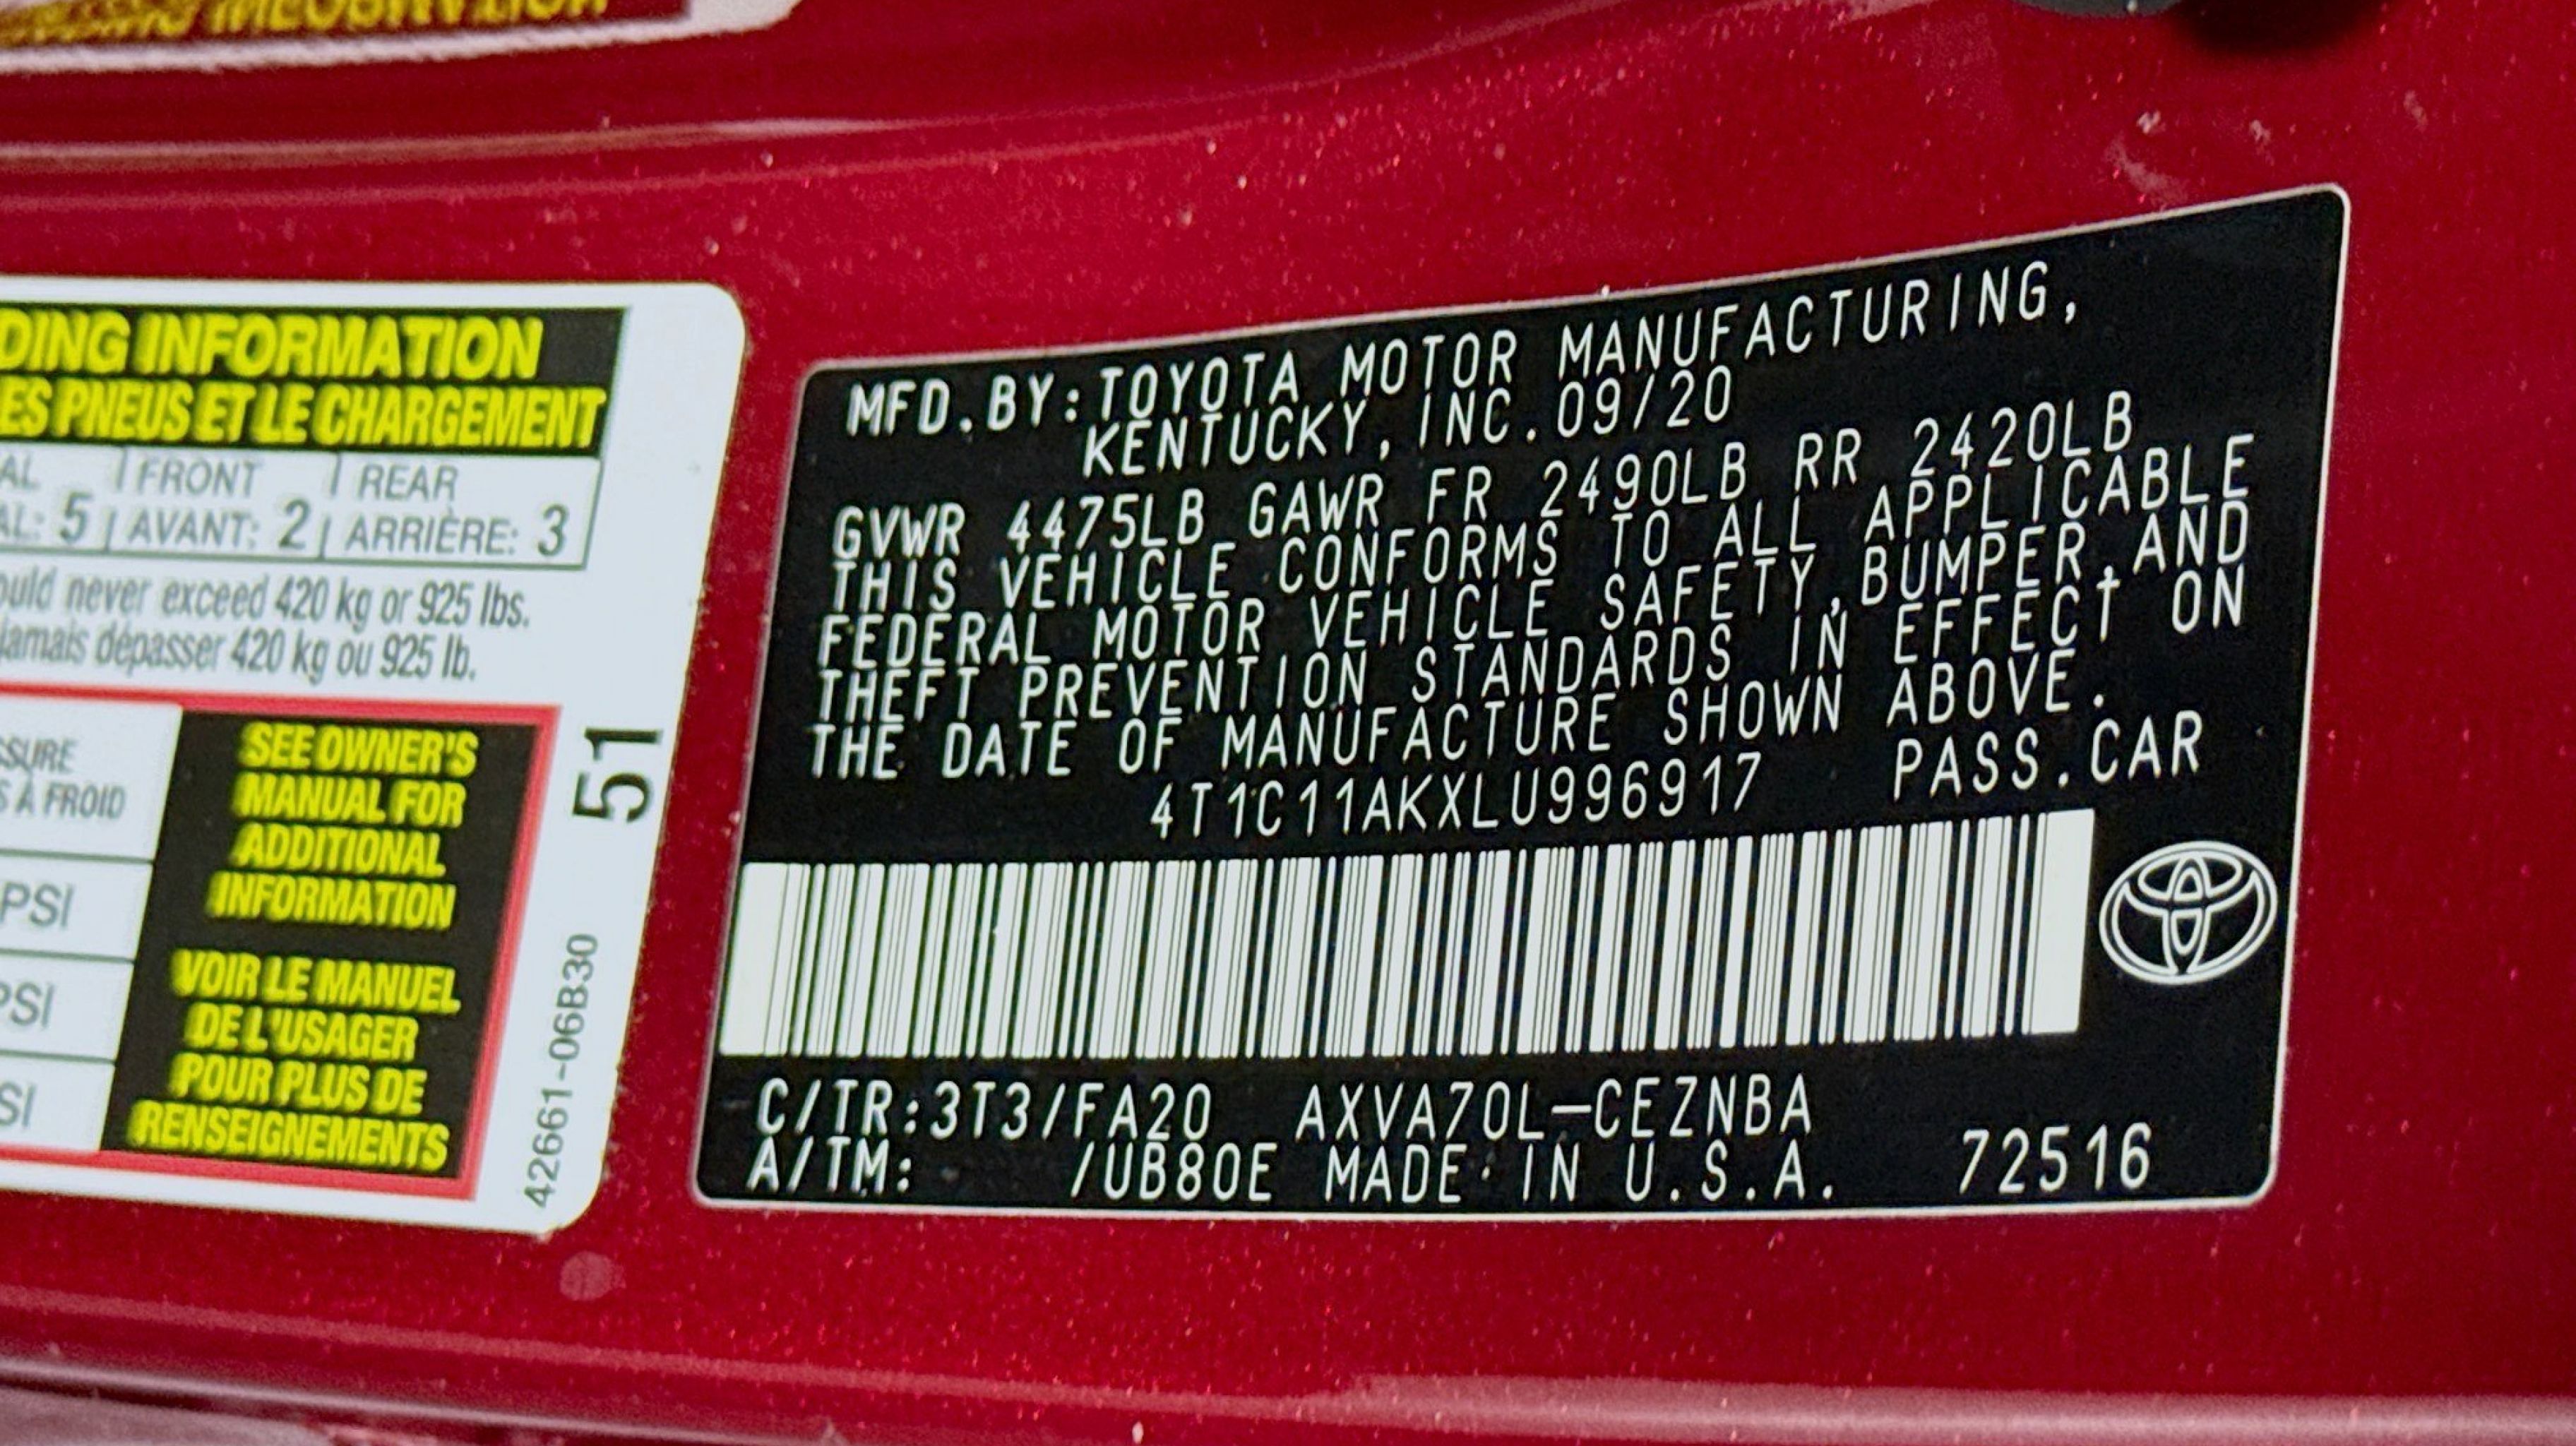 DING INFORMATION
ES PNEUS ET LE CHARGEMENT
AL FRONT REAR
AL: 5 AVANT: 2 ARRIÈRE: 3
ould never exceed 420 kg or 925 lbs.
jamais dépasser 420 kg ou 925 lb.
SSURE
S À FROID
PSI
PSI
SI
SEE OWNER'S
MANUAL FOR
ADDITIONAL
INFORMATION
VOIR LE MANUEL
DE L'USAGER
POUR PLUS DE
RENSEIGNEMENTS
51
42661-06B30
MFD.BY:TOYOTA MOTOR MANUFACTURING,
KENTUCKY, INC.09/20
GVWR 4475LB GAWR FR 2490LB RR 2420LB
THIS VEHICLE CONFORMS TO ALL APPLICABLE
FEDERAL MOTOR VEHICLE SAFETY,BUMPER,AND
THEFT PREVENTION STANDARDS IN EFFECT ON
THE DATE OF MANUFACTURE SHOWN ABOVE.
4T1C11AKXLU996917 PASS.CAR
C/TR:3T3/FA20 AXVA70L-CEZNBA
A/TM: /UB80E MADE IN U.S.A. 72516